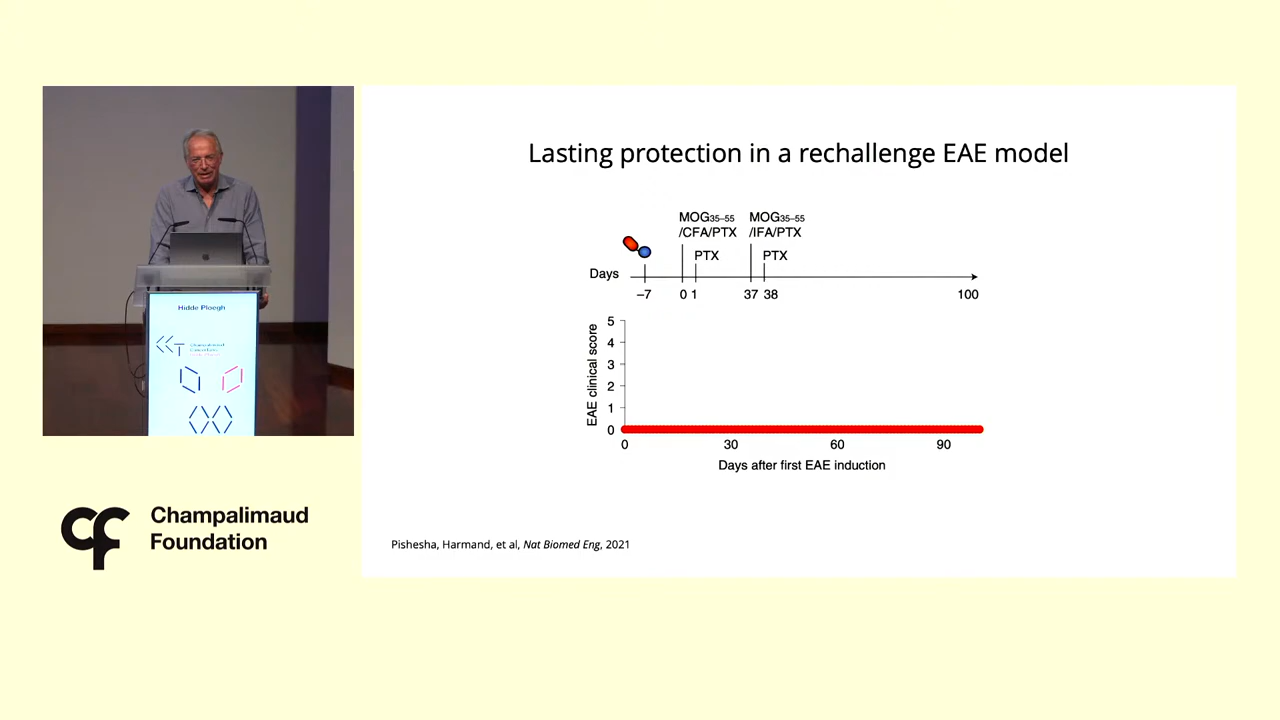 Lasting protection in a rechallenge EAE model
MOG35–55
/CFA/PTX
MOG35–55
/IFA/PTX
PTX
PTX
Days
–7
0 1
37 38
100
5
4
3
2
1
0
EAE clinical score
0
30
60
90
Days after first EAE induction
Pishesha, Harmand, et al, Nat Biomed Eng, 2021
Hidde Ploegh
Champalimaud
Foundation